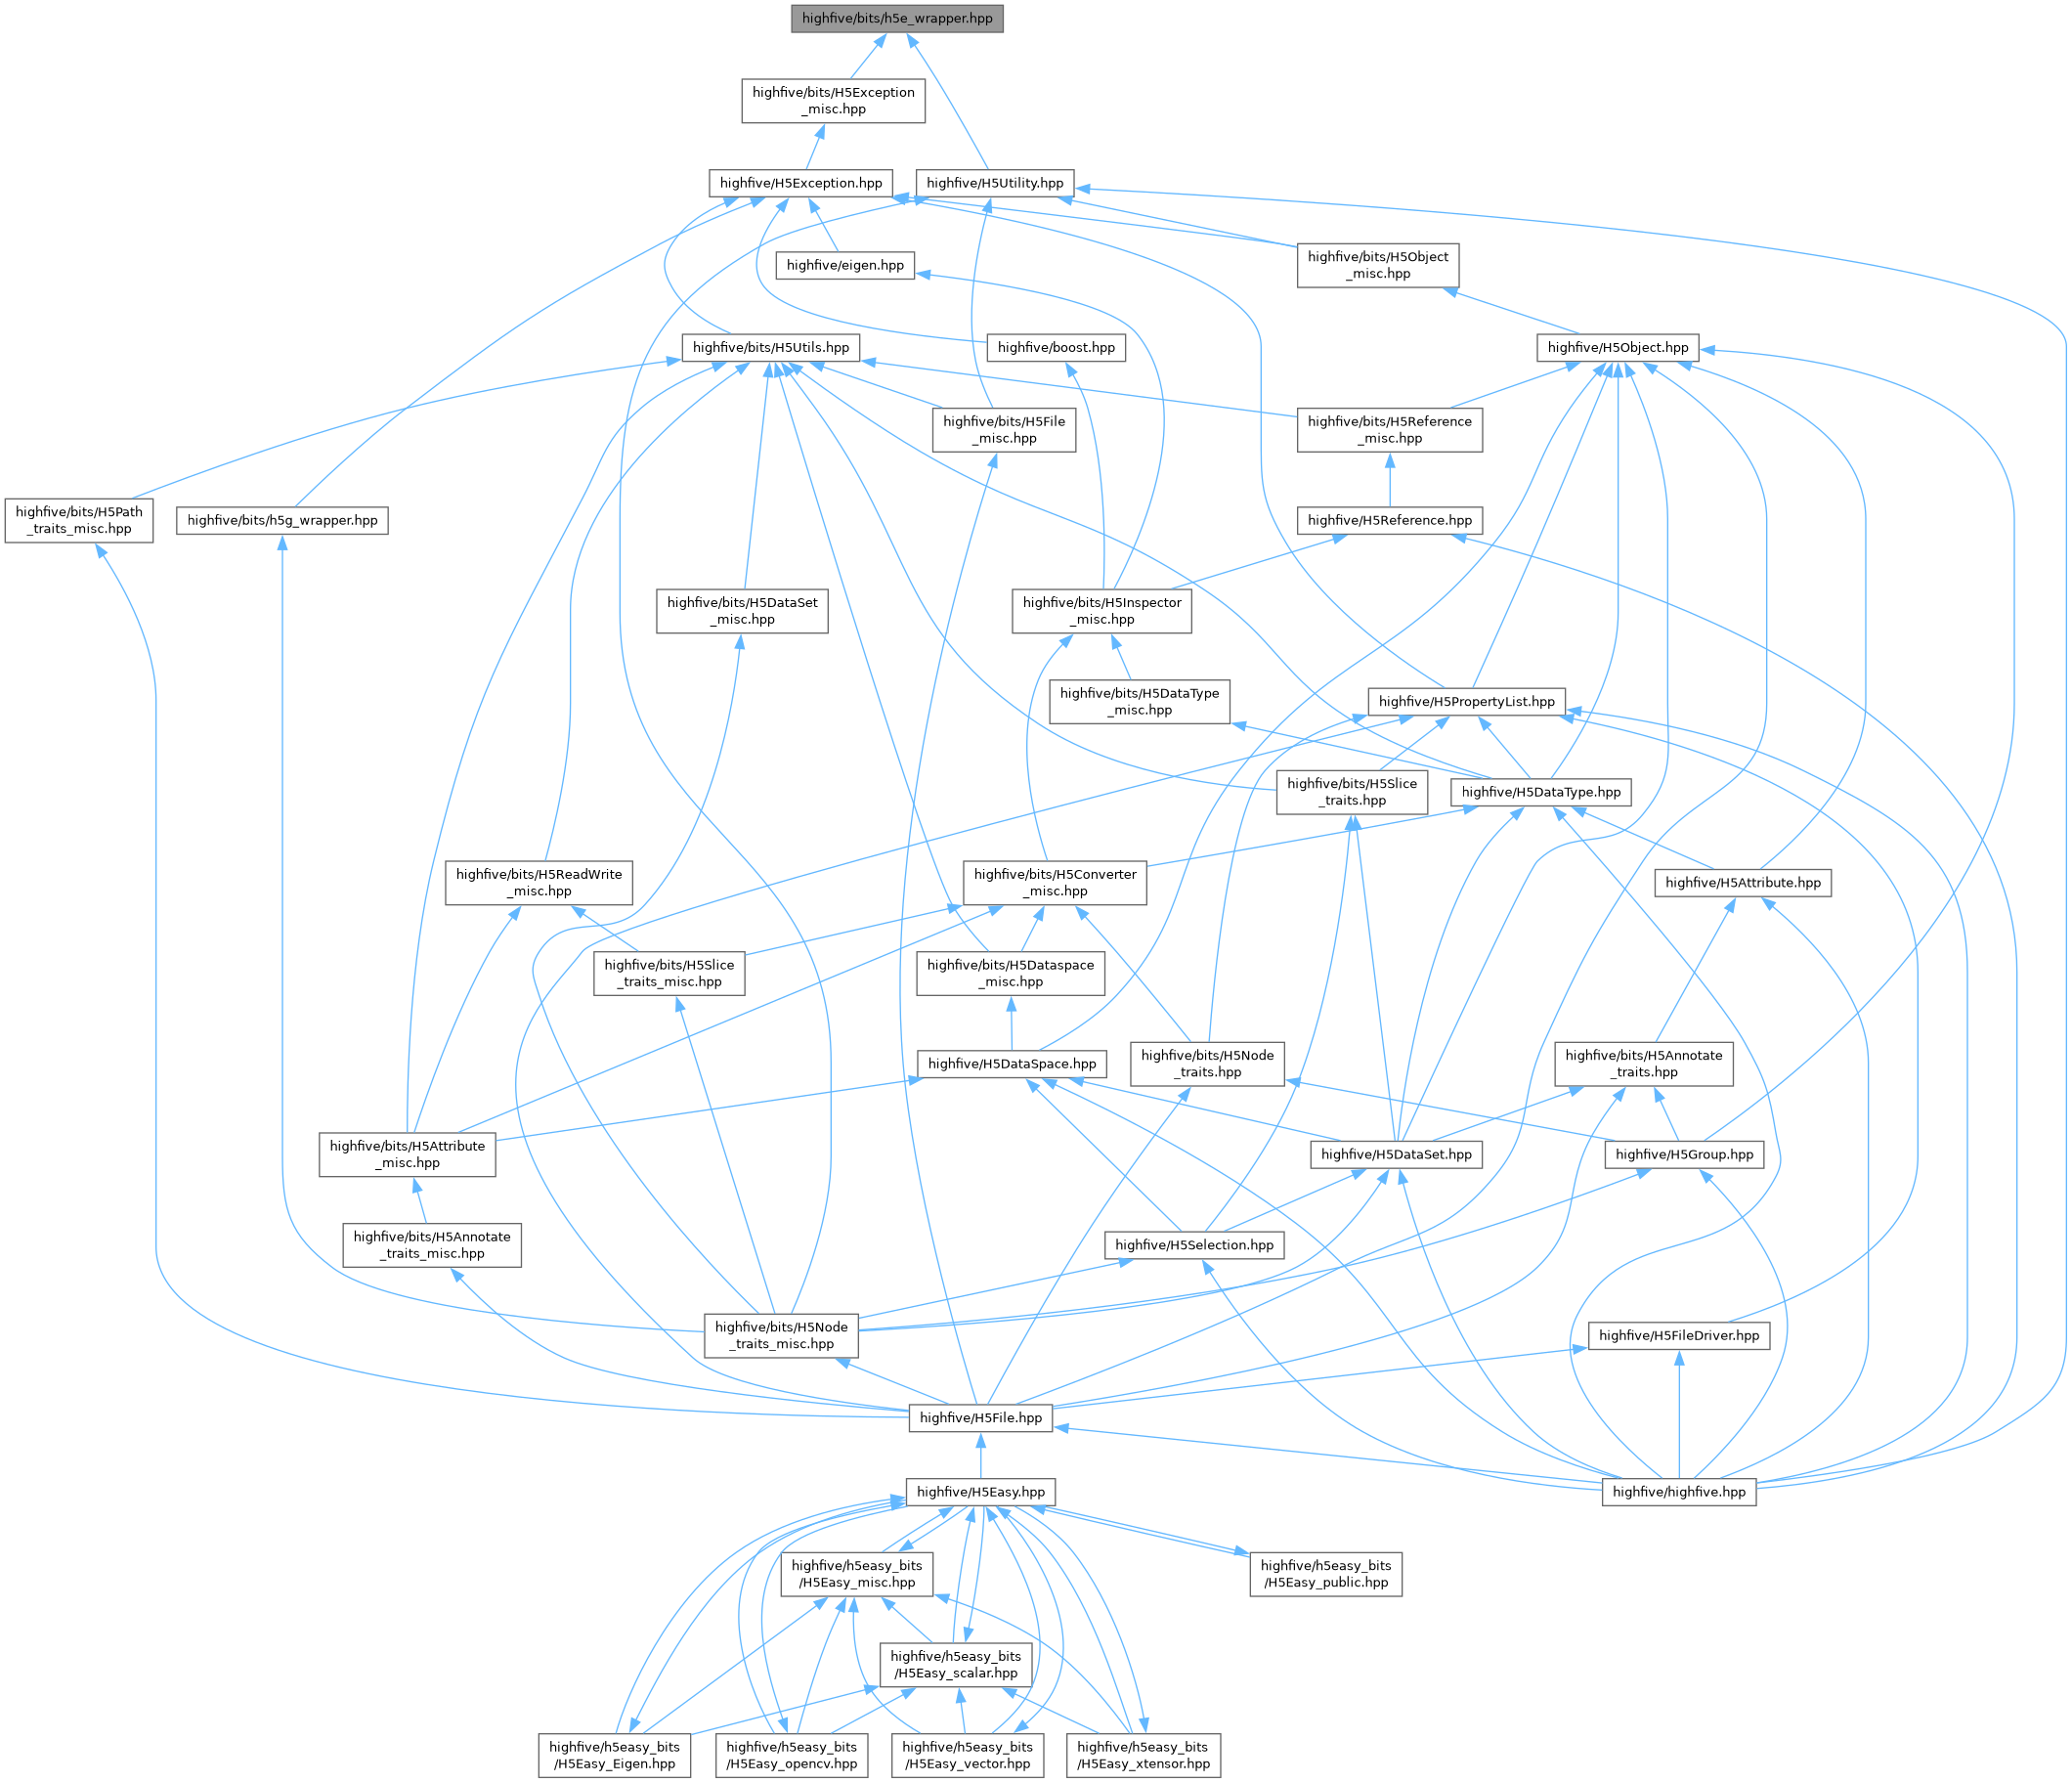 highfive/bits/h5e_wrapper.hpp
highfive/bits/H5Exception
_misc.hpp
highfive/H5Exception.hpp
highfive/H5Utility.hpp
highfive/eigen.hpp
highfive/bits/H5Object
_misc.hpp
highfive/bits/H5Utils.hpp
highfive/boost.hpp
highfive/H5Object.hpp
highfive/bits/H5File
_misc.hpp
highfive/bits/H5Reference
_misc.hpp
highfive/bits/H5Path
_traits_misc.hpp
highfive/bits/h5g_wrapper.hpp
highfive/H5Reference.hpp
highfive/bits/H5DataSet
_misc.hpp
highfive/bits/H5Inspector
_misc.hpp
highfive/bits/H5DataType
_misc.hpp
highfive/H5PropertyList.hpp
highfive/bits/H5Slice
_traits.hpp
highfive/H5DataType.hpp
highfive/bits/H5ReadWrite
_misc.hpp
highfive/bits/H5Converter
_misc.hpp
highfive/H5Attribute.hpp
highfive/bits/H5Slice
_traits_misc.hpp
highfive/bits/H5Dataspace
_misc.hpp
highfive/H5DataSpace.hpp
highfive/bits/H5Node
_traits.hpp
highfive/bits/H5Annotate
_traits.hpp
highfive/bits/H5Attribute
_misc.hpp
highfive/H5DataSet.hpp
highfive/H5Group.hpp
highfive/bits/H5Annotate
_traits_misc.hpp
highfive/H5Selection.hpp
highfive/bits/H5Node
_traits_misc.hpp
highfive/H5FileDriver.hpp
highfive/H5File.hpp
highfive/H5Easy.hpp
highfive/highfive.hpp
highfive/h5easy_bits
/H5Easy_misc.hpp
highfive/h5easy_bits
/H5Easy_public.hpp
highfive/h5easy_bits
/H5Easy_scalar.hpp
highfive/h5easy_bits
/H5Easy_Eigen.hpp
highfive/h5easy_bits
/H5Easy_opencv.hpp
highfive/h5easy_bits
/H5Easy_vector.hpp
highfive/h5easy_bits
/H5Easy_xtensor.hpp